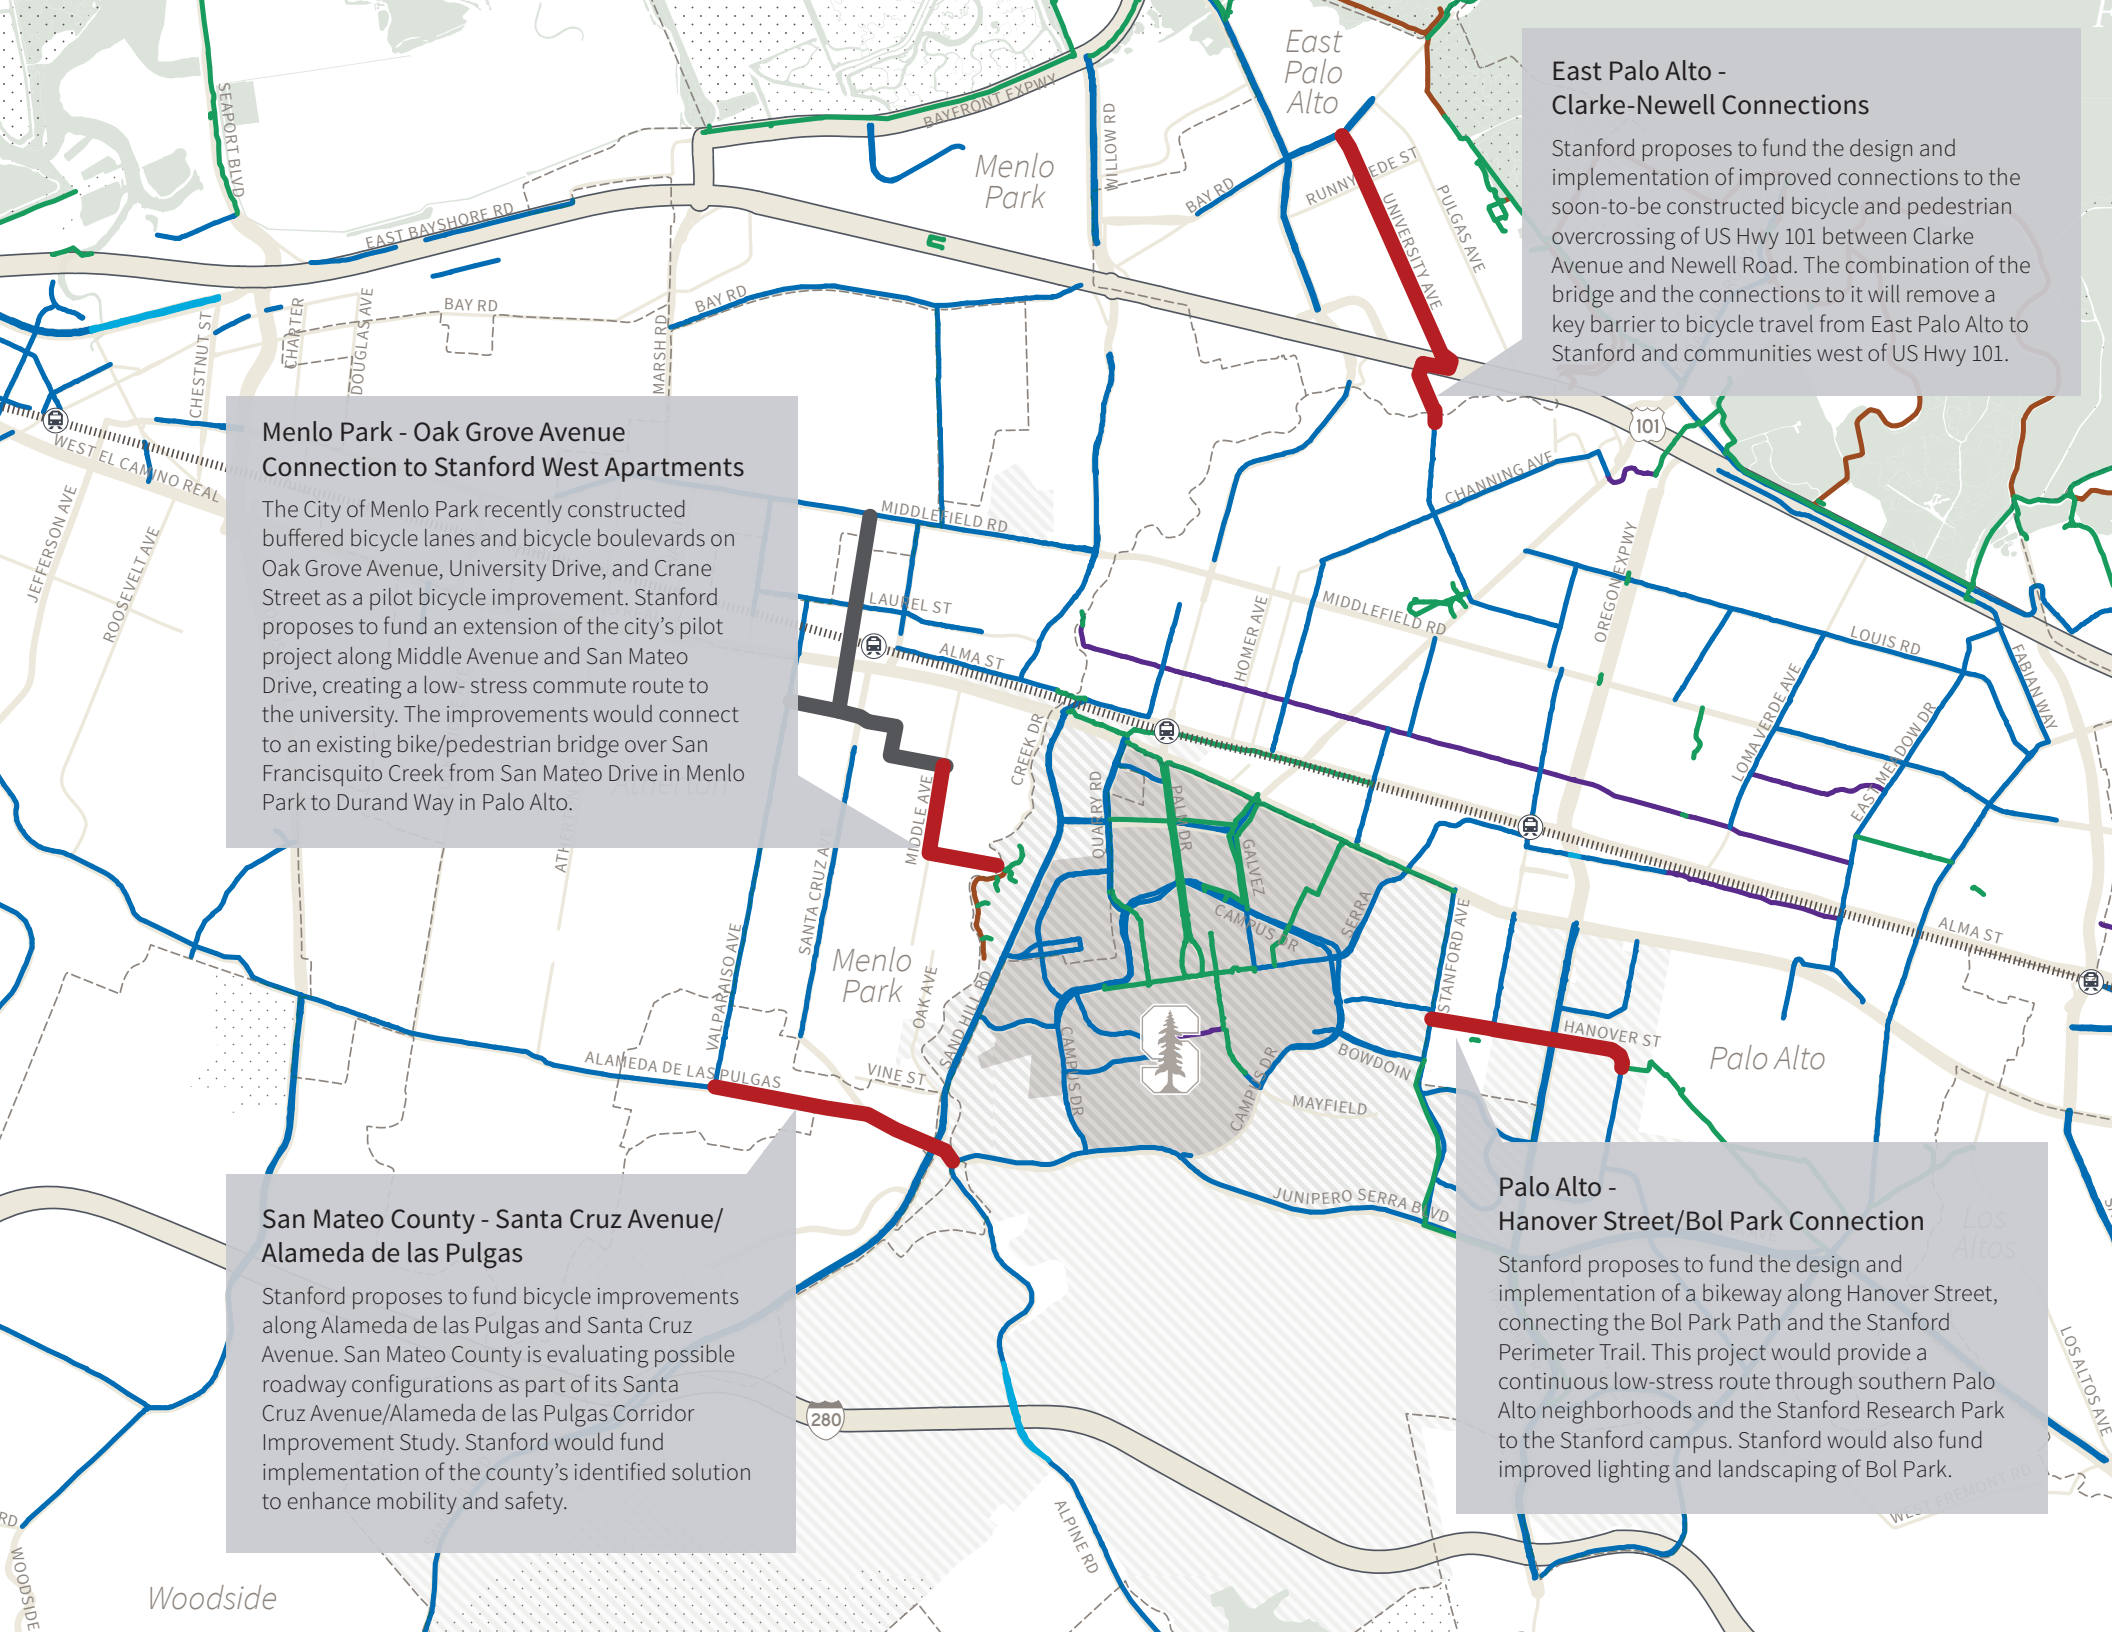 East
Palo
Alto
East Palo Alto -
Clarke-Newell Connections
Stanford proposes to fund the design and
implementation of improved connections to the
soon-to-be constructed bicycle and pedestrian
overcrossing of US Hwy 101 between Clarke
Avenue and Newell Road. The combination of the
bridge and the connections to it will remove a
key barrier to bicycle travel from East Palo Alto to
Stanford and communities west of US Hwy 101.
SEAPORT BLVD
BAYFRONT EXPWY
WILLOW RD
Menlo
Park
BAY RD
RUNNYMEDE ST
UNIVERSITY AVE
PULGAS AVE
EAST BAYSHORE RD
BAY RD
BAY RD
CHESTNUT ST
CHARTER
DOUGLAS AVE
MARSH RD
101
WEST EL CAMINO REAL
JEFFERSON AVE
ROOSEVELT AVE
Menlo Park - Oak Grove Avenue
Connection to Stanford West Apartments
The City of Menlo Park recently constructed
buffered bicycle lanes and bicycle boulevards on
Oak Grove Avenue, University Drive, and Crane
Street as a pilot bicycle improvement. Stanford
proposes to fund an extension of the city's pilot
project along Middle Avenue and San Mateo
Drive, creating a low- stress commute route to
the university. The improvements would connect
to an existing bike/pedestrian bridge over San
Francisquito Creek from San Mateo Drive in Menlo
Park to Durand Way in Palo Alto.
Atherton
MIDDLEFIELD RD
LAUREL ST
ALMA ST
CHANNING AVE
HOMER AVE
MIDDLEFIELD RD
OREGON EXPWY
LOUIS RD
FABIAN WAY
LOMA VERDE AVE
EAST MEADOW DR
CREEK DR
MIDDLE AVE
QUARRY RD
PALM DR
GALVEZ
CAMPUS DR
SERRA
STANFORD AVE
ALMA ST
SANTA CRUZ AVE
VALPARAISO AVE
Menlo
Park
OAK AVE
SAND HILL RD
VINE ST
ALAMEDA DE LAS PULGAS
CAMPUS DR
CAMPUS DR
BOWDOIN
MAYFIELD
HANOVER ST
Palo Alto
JUNIPERO SERRA BLVD
San Mateo County - Santa Cruz Avenue/
Alameda de las Pulgas
Stanford proposes to fund bicycle improvements
along Alameda de las Pulgas and Santa Cruz
Avenue. San Mateo County is evaluating possible
roadway configurations as part of its Santa
Cruz Avenue/Alameda de las Pulgas Corridor
Improvement Study. Stanford would fund
implementation of the county's identified solution
to enhance mobility and safety.
Palo Alto -
Hanover Street/Bol Park Connection
Stanford proposes to fund the design and
implementation of a bikeway along Hanover Street,
connecting the Bol Park Path and the Stanford
Perimeter Trail. This project would provide a
continuous low-stress route through southern Palo
Alto neighborhoods and the Stanford Research Park
to the Stanford campus. Stanford would also fund
improved lighting and landscaping of Bol Park.
Los
Altos
LOS ALTOS AVE
WEST FREMONT RD
280
ALPINE RD
RD
WOODSIDE
Woodside